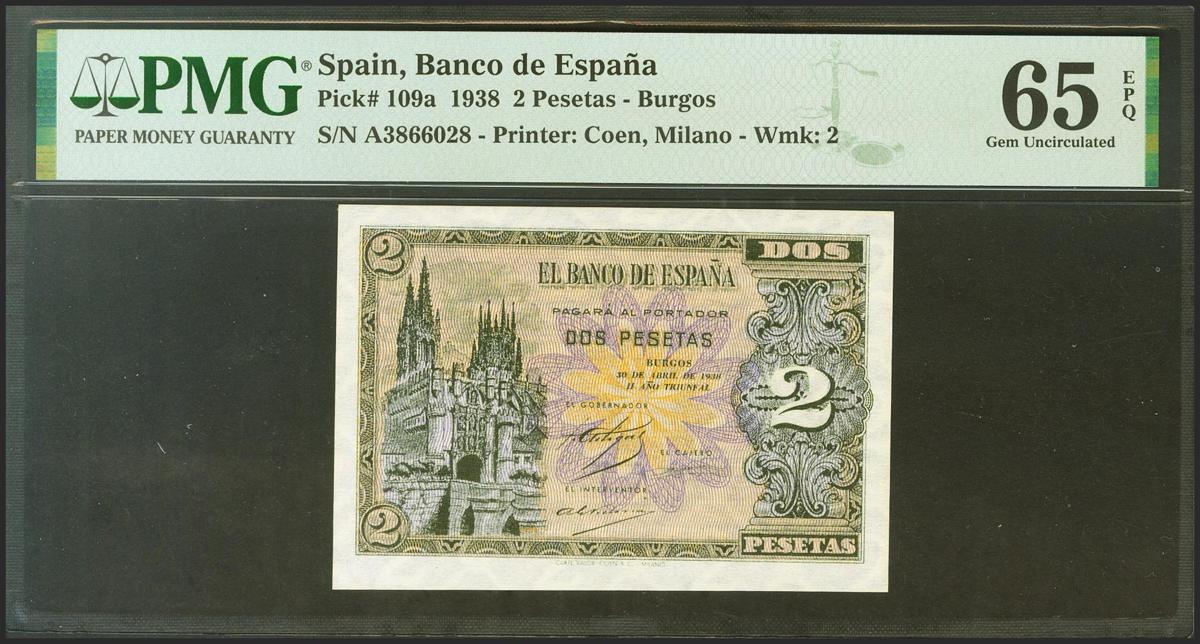 PMG®
PAPER MONEY GUARANTY
Spain, Banco de España
Pick# 109a 1938 2 Pesetas - Burgos
S/N A3866028 - Printer: Coen, Milano - Wmk: 2
65
EPQ
Gem Uncirculated
2
DOS
EL BANCO DE ESPAÑA
PAGARÁ AL PORTADOR
DOS PESETAS
BURGOS
30 DE ABRIL DE 1938
II AÑO TRIUNFAL
EL GOBERNADOR
2
EL CAJERO
EL INTERVENTOR
2
PESETAS